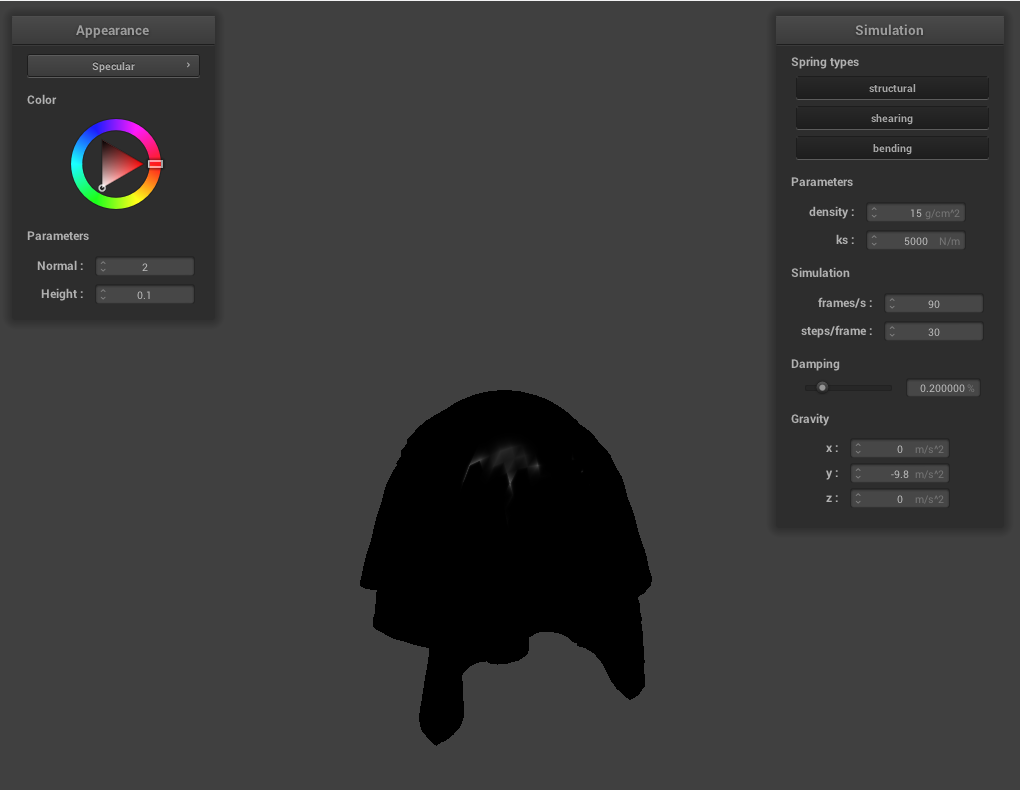 Appearance
Specular
Color
Parameters
Normal : 2
Height : 0.1
Simulation
Spring types
structural
shearing
bending
Parameters
density : 15 g/cm^2
ks : 5000 N/m
Simulation
frames/s : 90
steps/frame : 30
Damping
0.200000 %
Gravity
x : 0 m/s^2
y : -9.8 m/s^2
z : 0 m/s^2